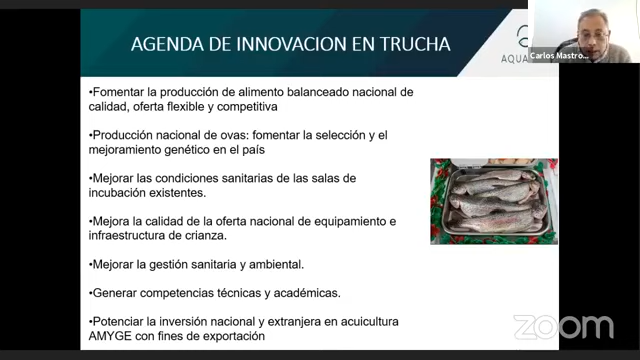 AGENDA DE INNOVACION EN TRUCHA
Carlos Mastro...
•Fomentar la producción de alimento balanceado nacional de
calidad, oferta flexible y competitiva
•Producción nacional de ovas: fomentar la selección y el
mejoramiento genético en el país
•Mejorar las condiciones sanitarias de las salas de
incubación existentes.
•Mejora la calidad de la oferta nacional de equipamiento e
infraestructura de crianza.
•Mejorar la gestión sanitaria y ambiental.
•Generar competencias técnicas y académicas.
•Potenciar la inversión nacional y extranjera en acuicultura
AMYGE con fines de exportación
zoom